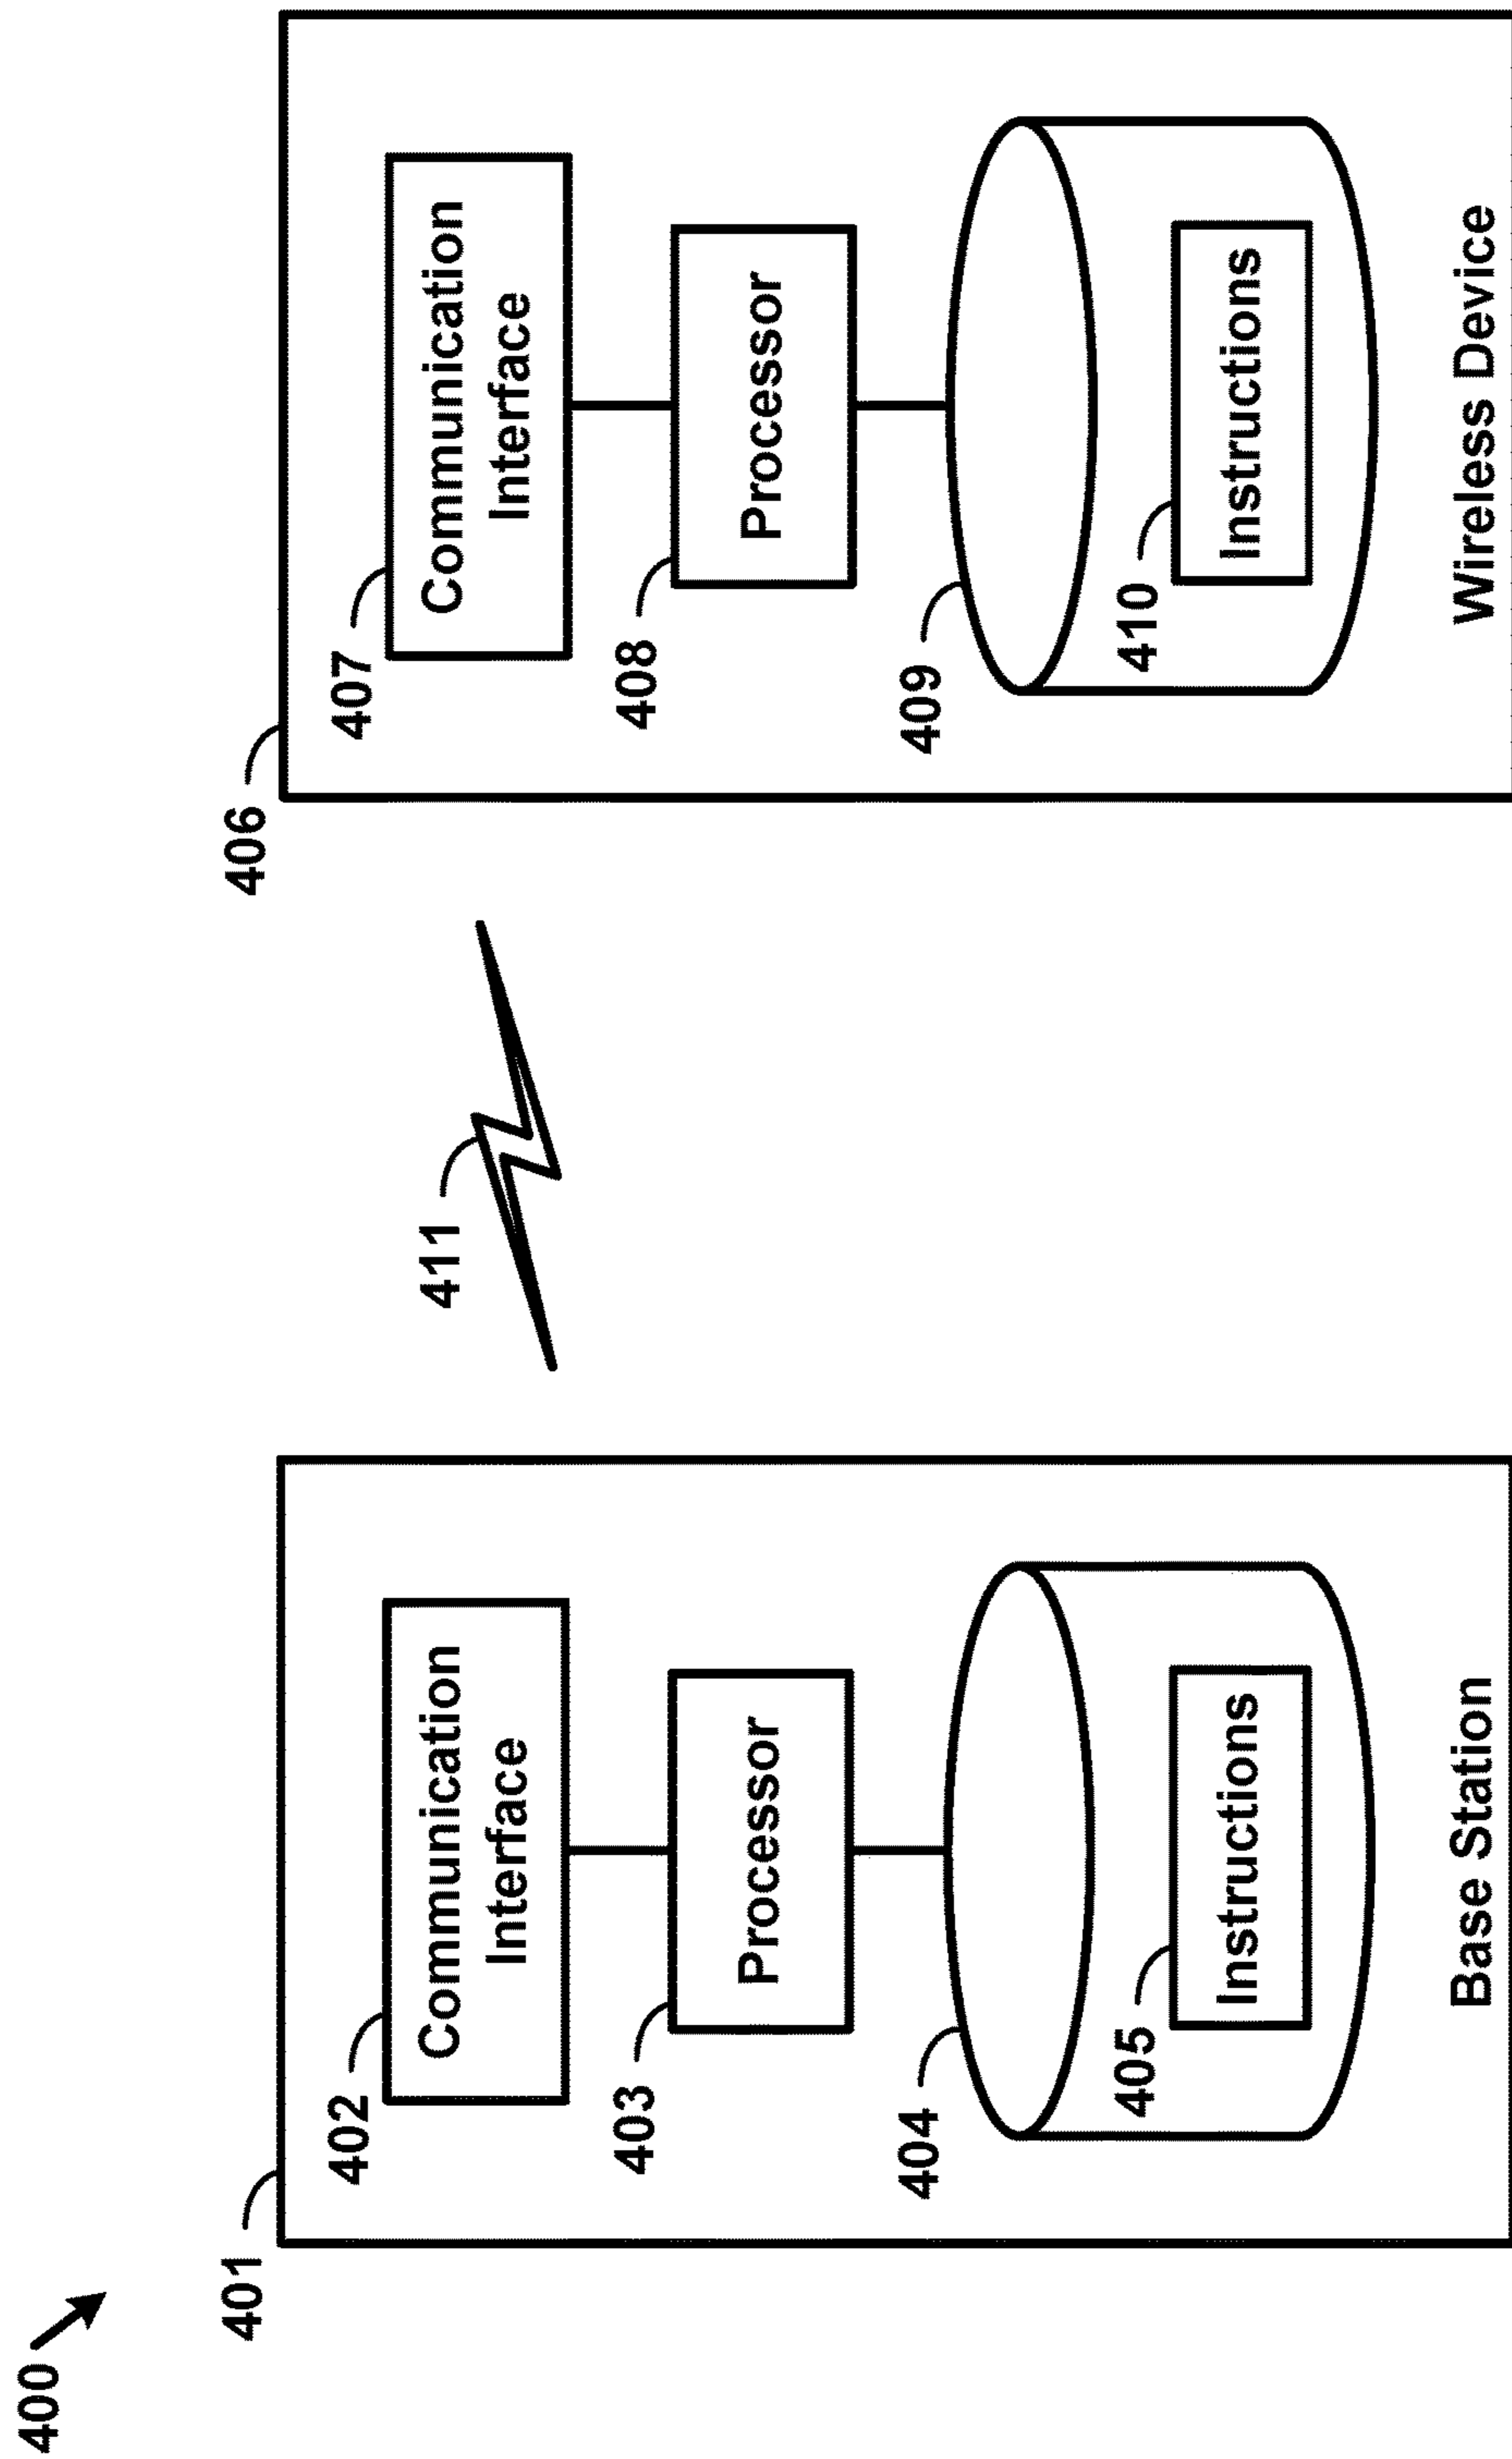 400
401
402
Communication
Interface
403
Processor
404
405
Instructions
Base Station
411
406
407
Communication
Interface
408
Processor
409
410
Instructions
Wireless Device